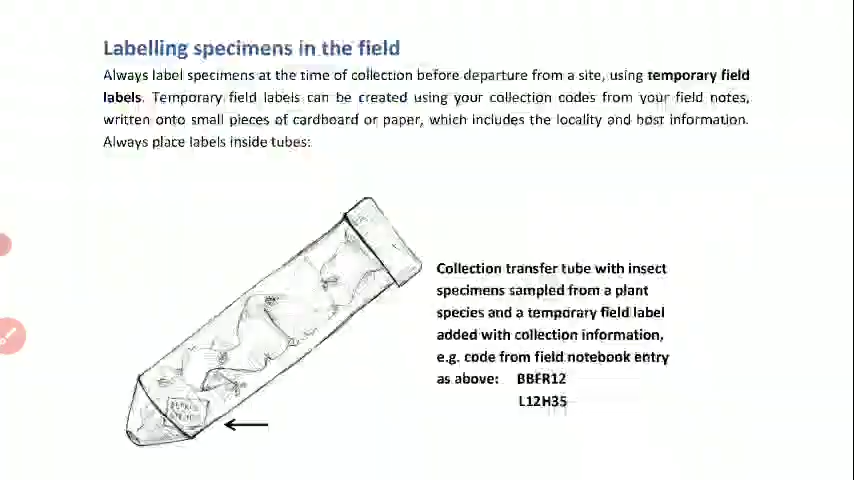 Labelling specimens in the field
Always label specimens at the time of collection before departure from a site, using temporary field
labels. Temporary field labels can be created using your collection codes from your field notes,
written onto small pieces of cardboard or paper, which includes the locality and host information.
Always place labels inside tubes:
Collection transfer tube with insect
specimens sampled from a plant
species and a temporary field label
added with collection information,
e.g. code from field notebook entry
as above: BBFR12
L12H35